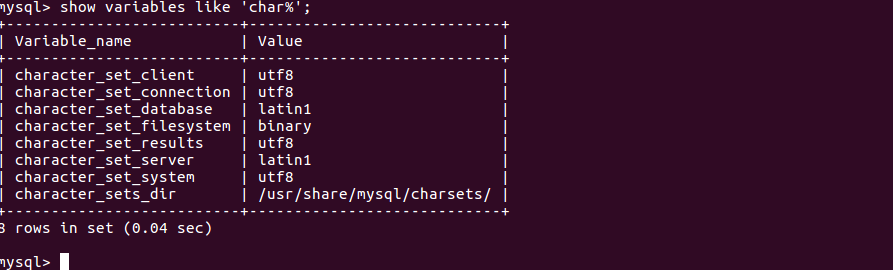 mysql> show variables like 'char%';
+--------------------------+----------------------------+
| Variable_name            | Value                      |
+--------------------------+----------------------------+
| character_set_client     | utf8                       |
| character_set_connection | utf8                       |
| character_set_database   | latin1                     |
| character_set_filesystem | binary                     |
| character_set_results    | utf8                       |
| character_set_server     | latin1                     |
| character_set_system     | utf8                       |
| character_sets_dir       | /usr/share/mysql/charsets/ |
+--------------------------+----------------------------+
8 rows in set (0.04 sec)
mysql>